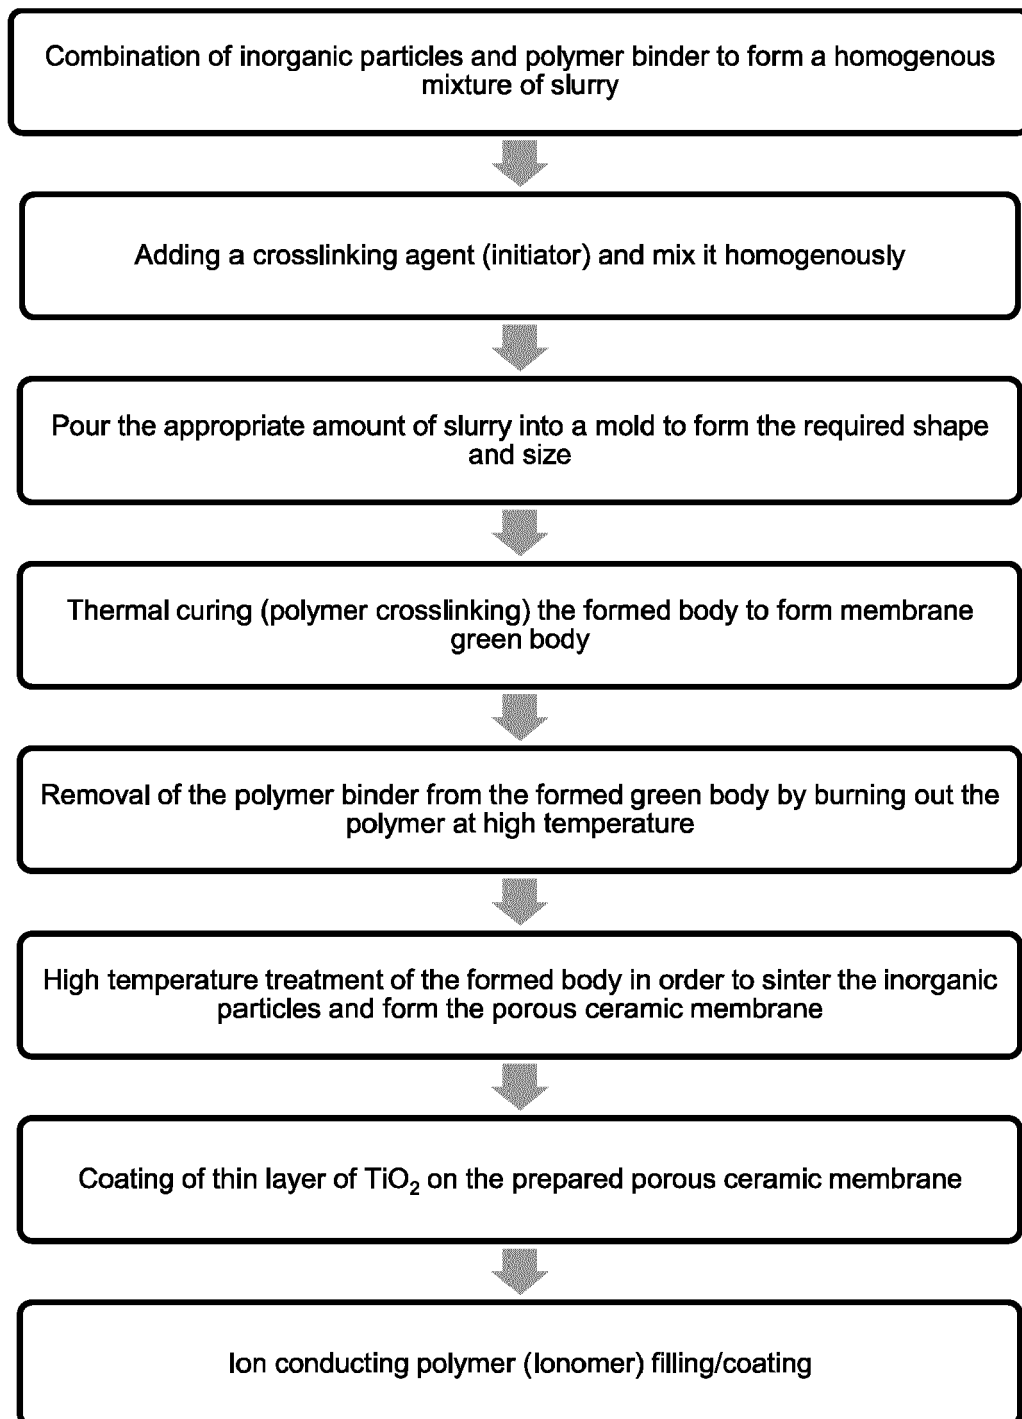 Combination of inorganic particles and polymer binder to form a homogenous
mixture of slurry
Adding a crosslinking agent (initiator) and mix it homogenously
Pour the appropriate amount of slurry into a mold to form the required shape
and size
Thermal curing (polymer crosslinking) the formed body to form membrane
green body
Removal of the polymer binder from the formed green body by burning out the
polymer at high temperature
High temperature treatment of the formed body in order to sinter the inorganic
particles and form the porous ceramic membrane
Coating of thin layer of TiO₂ on the prepared porous ceramic membrane
Ion conducting polymer (Ionomer) filling/coating